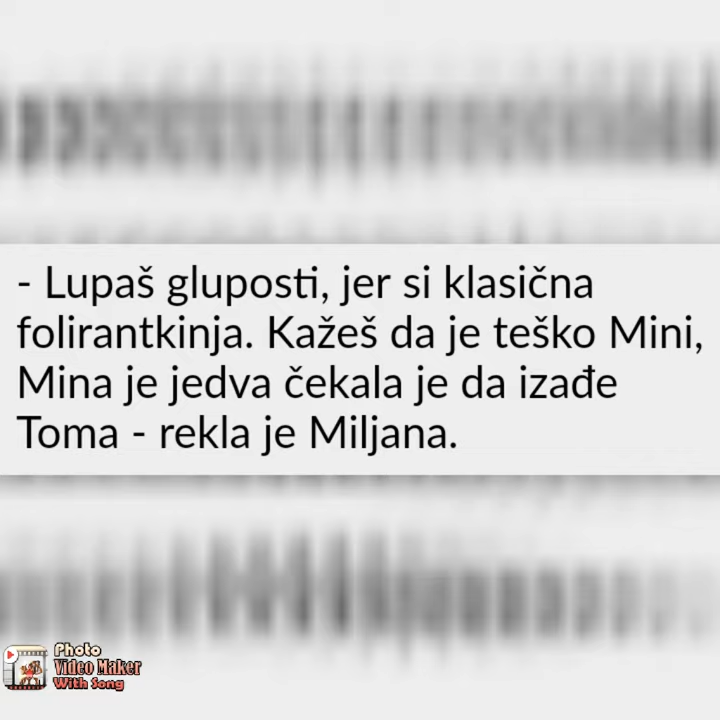 - Lupaš gluposti, jer si klasična
folirantkinja. Kažeš da je teško Mini,
Mina je jedva čekala je da izađe
Toma - rekla je Miljana.
Photo
Video Maker
With Song